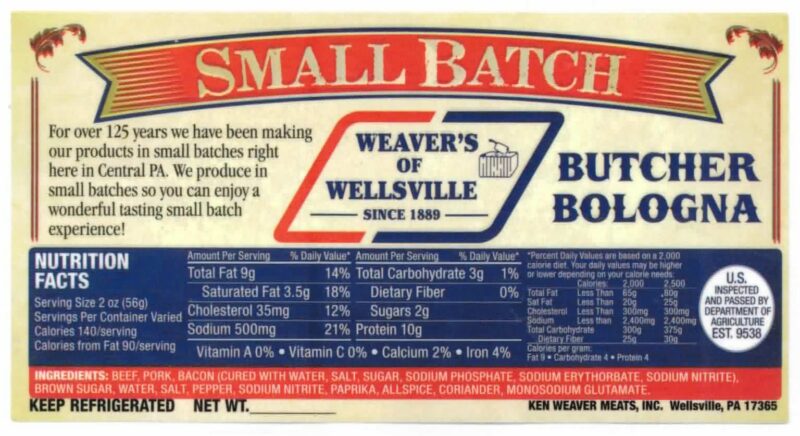 SMALL BATCH
For over 125 years we have been making
our products in small batches right
here in Central PA. We produce in
small batches so you can enjoy a
wonderful tasting small batch
experience!
WEAVER'S
OF
WELLSVILLE
SINCE 1889
BUTCHER
BOLOGNA
NUTRITION
FACTS
Serving Size 2 oz (56g)
Servings Per Container Varied
Calories 140/serving
Calories from Fat 90/serving
Amount Per Serving % Daily Value*
Total Fat 9g 14%
Saturated Fat 3.5g 18%
Cholesterol 35mg 12%
Sodium 500mg 21%
Amount Per Serving % Daily Value*
Total Carbohydrate 3g 1%
Dietary Fiber 0%
Sugars 2g
Protein 10g
Vitamin A 0% • Vitamin C 0% • Calcium 2% • Iron 4%
*Percent Daily Values are based on a 2,000
calorie diet. Your daily values may be higher
or lower depending on your calorie needs:
Calories: 2,000 2,500
Total Fat Less Than 65g 80g
Sat Fat Less Than 20g 25g
Cholesterol Less Than 300mg 300mg
Sodium Less than 2,400mg 2,400mg
Total Carbohydrate 300g 375g
Dietary Fiber 25g 30g
Calories per gram:
Fat 9 • Carbohydrate 4 • Protein 4
U.S.
INSPECTED
AND PASSED BY
DEPARTMENT OF
AGRICULTURE
EST. 9538
INGREDIENTS: BEEF, PORK, BACON (CURED WITH WATER, SALT, SUGAR, SODIUM PHOSPHATE, SODIUM ERYTHORBATE, SODIUM NITRITE),
BROWN SUGAR, WATER, SALT, PEPPER, SODIUM NITRITE, PAPRIKA, ALLSPICE, CORIANDER, MONOSODIUM GLUTAMATE.
KEEP REFRIGERATED NET WT.
KEN WEAVER MEATS, INC. Wellsville, PA 17365